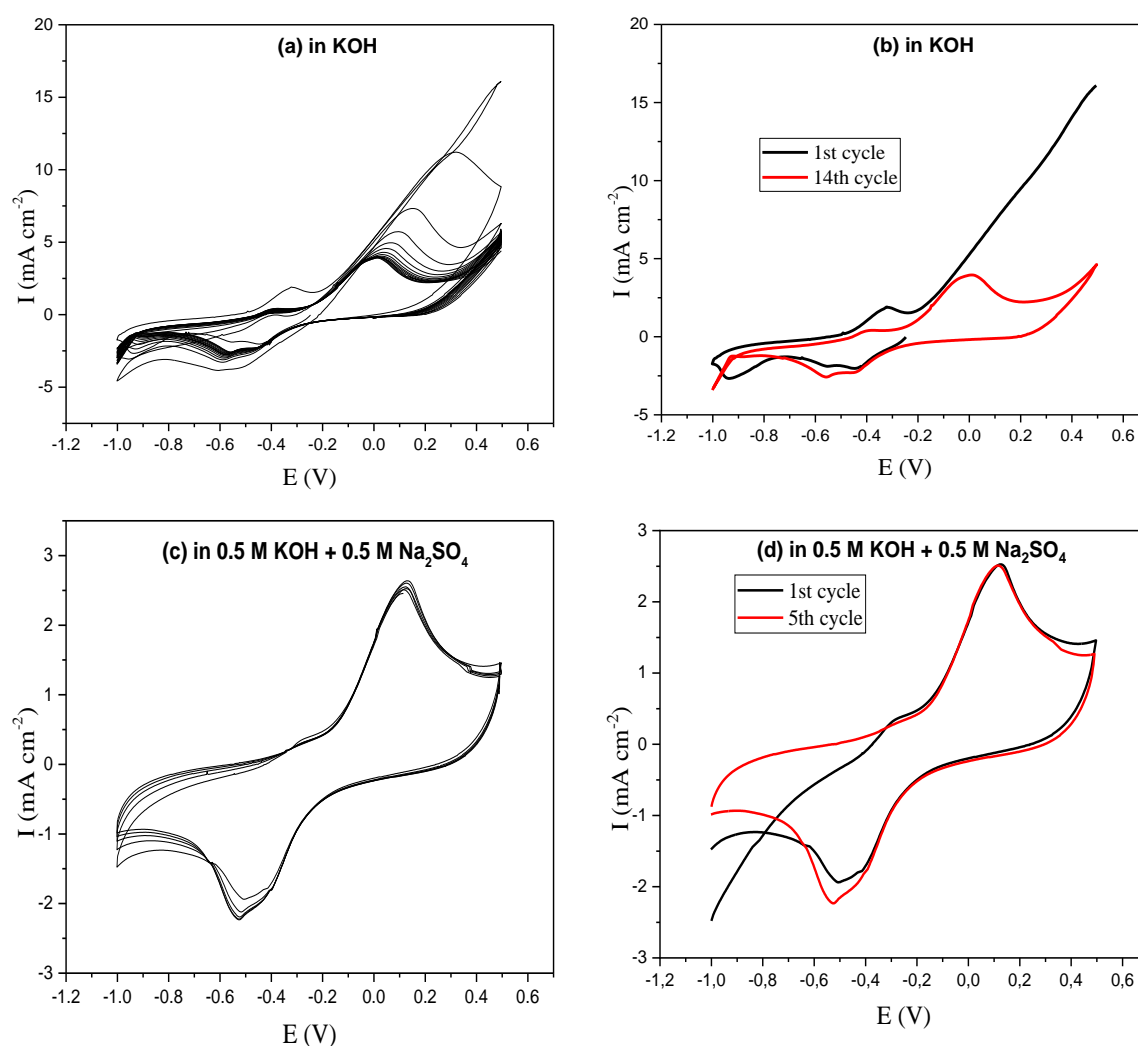 (a) in KOH
I (mA cm-2)
20
15
10
5
0
-5
-1.2 -1.0 -0.8 -0.6 -0.4 -0.2 0.0 0.2 0.4 0.6
E (V)
(b) in KOH
1st cycle
14th cycle
I (mA cm-2)
20
15
10
5
0
-5
-1.2 -1.0 -0.8 -0.6 -0.4 -0.2 0.0 0.2 0.4 0.6
E (V)
(c) in 0.5 M KOH + 0.5 M Na2SO4
I (mA cm-2)
3
2
1
0
-1
-2
-3
-1,2 -1.0 -0.8 -0.6 -0.4 -0.2 0.0 0.2 0.4 0.6
E (V)
(d) in 0.5 M KOH + 0.5 M Na2SO4
1st cycle
5th cycle
I (mA cm-2)
3
2
1
0
-1
-2
-3
-1,2 -1,0 -0,8 -0,6 -0,4 -0,2 0,0 0,2 0,4 0,6
E (V)